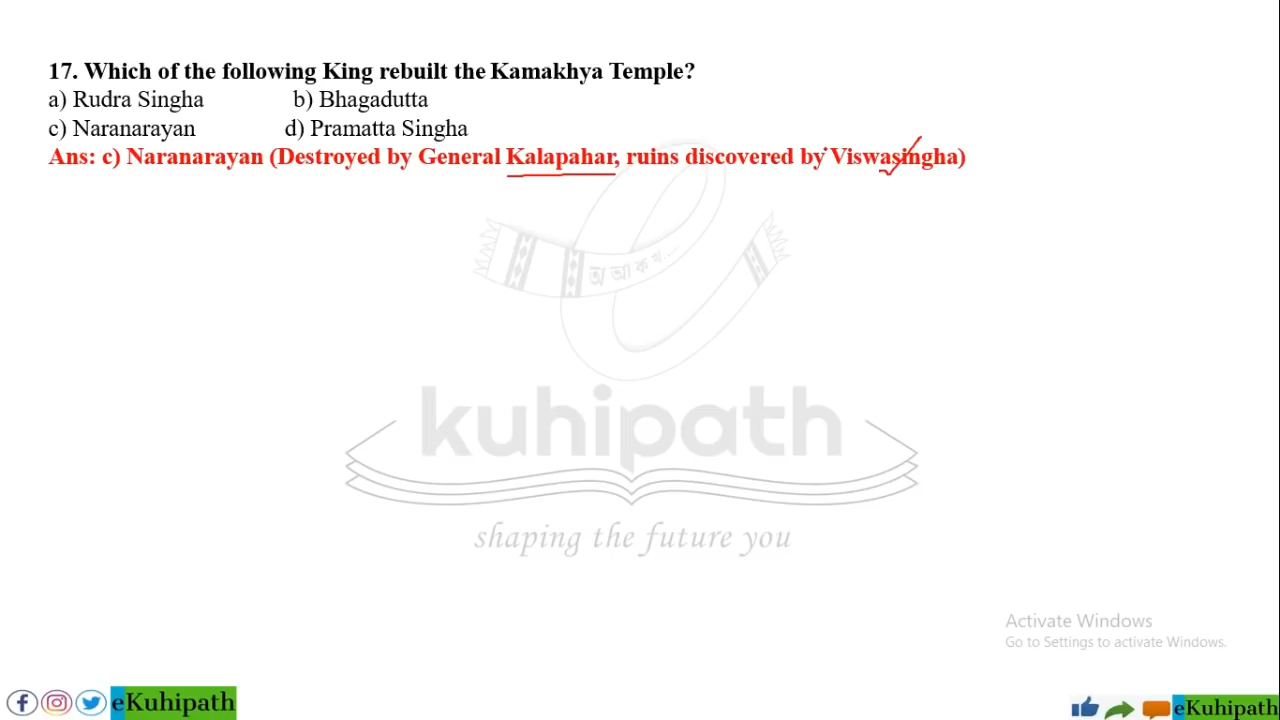 17. Which of the following King rebuilt the Kamakhya Temple?
a) Rudra Singha b) Bhagadutta
c) Naranarayan d) Pramatta Singha
Ans: c) Naranarayan (Destroyed by General Kalapahar, ruins discovered by Viswasingha)
অ আ ক খ....
kuhipath
shaping the future you
Activate Windows
Go to Settings to activate Windows.
eKuhipath
eKuhipath